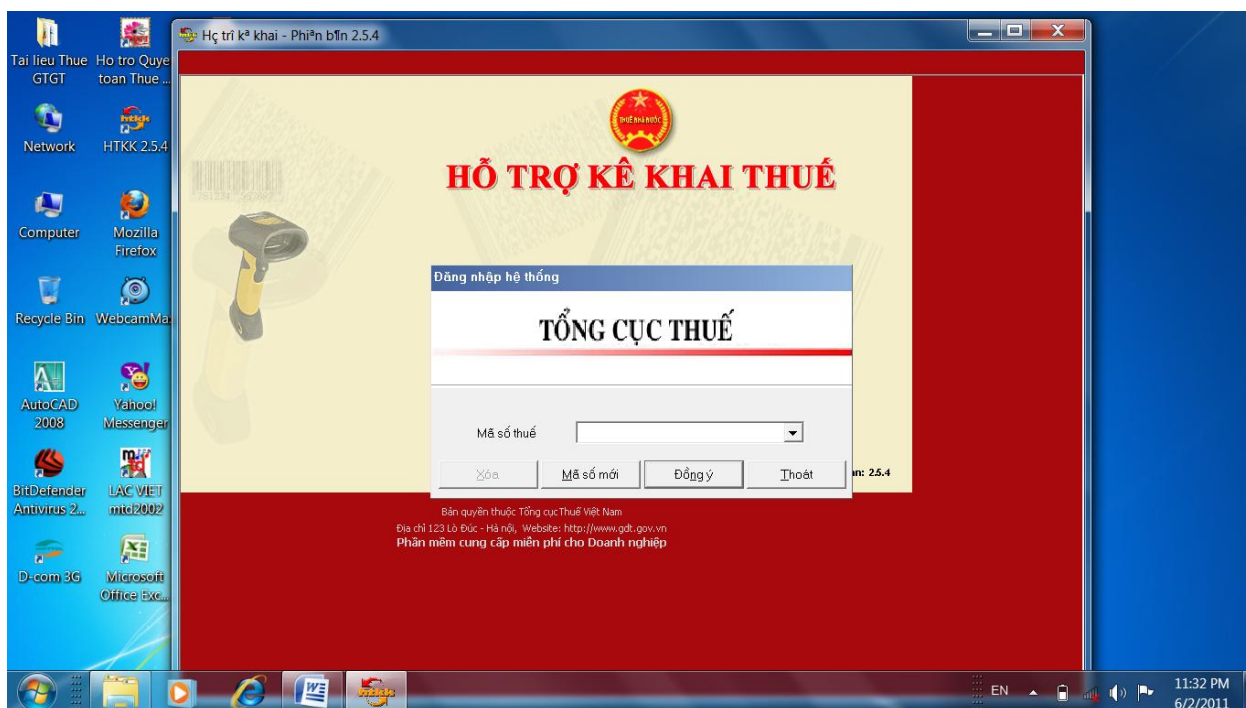 Hç trî kª khai - Phiªn b¶n 2.5.4
Tai lieu Thue
GTGT
Ho tro Quye
toan Thue ...
Network
HTKK 2.5.4
Computer
Mozilla
Firefox
Recycle Bin
WebcamMa
AutoCAD
2008
Yahoo!
Messenger
BitDefender
Antivirus 2...
LAC VIET
mtd2002
D-com 3G
Microsoft
Office Exc...
THUẾ NHÀ NƯỚC
HỖ TRỢ KÊ KHAI THUẾ
Đăng nhập hệ thống
TỔNG CỤC THUẾ
Mã số thuế
Xóa
Mã số mới
Đồng ý
Thoát
n: 2.5.4
Bản quyền thuộc Tổng cục Thuế Việt Nam
Địa chỉ 123 Lò Đúc - Hà nội, Website: http://www.gdt.gov.vn
Phần mềm cung cấp miễn phí cho Doanh nghiệp
EN
11:32 PM
6/2/2011